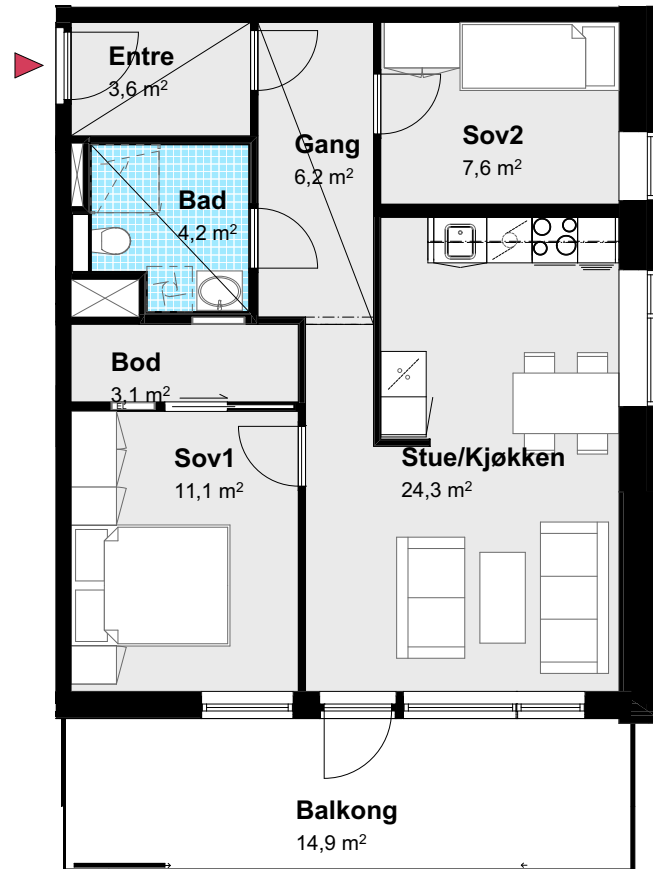 Entre
3,6 m²
Gang
6,2 m²
Sov2
7,6 m²
Bad
4,2 m²
Bod
3,1 m²
EC
Sov1
11,1 m²
Stue/Kjøkken
24,3 m²
Balkong
14,9 m²